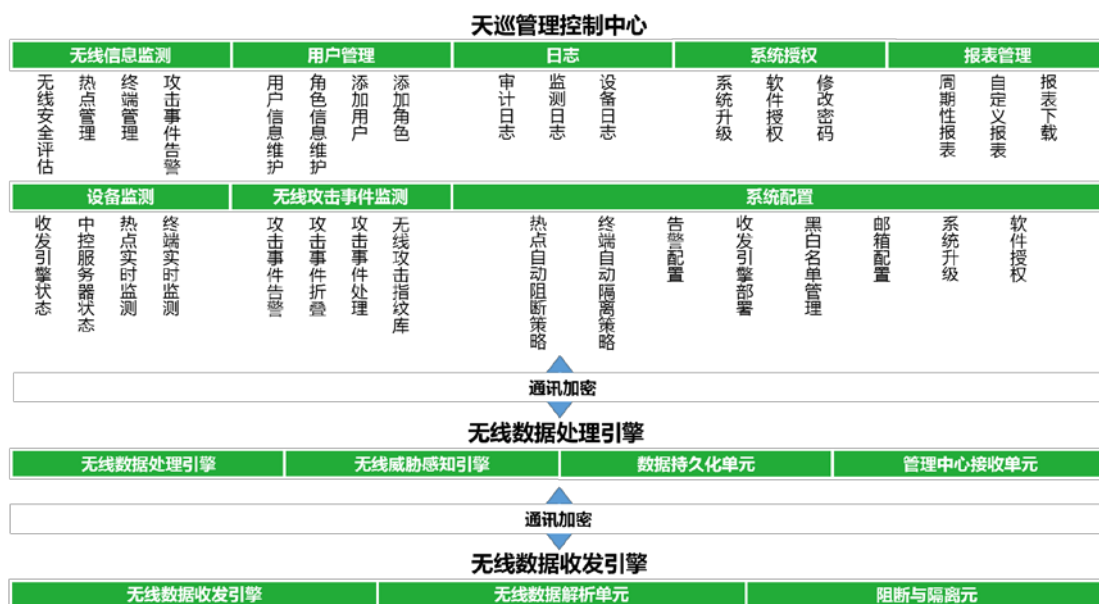 天巡管理控制中心
无线信息监测 用户管理 日志 系统授权 报表管理
无线安全评估
热点管理
终端管理
攻击事件告警
用户信息维护
角色信息维护
添加用户
添加角色
审计日志
监测日志
设备日志
系统升级
软件授权
修改密码
周期性报表
自定义报表
报表下载
设备监测 无线攻击事件监测 系统配置
收发引擎状态
中控服务器状态
热点实时监测
终端实时监测
攻击事件告警
攻击事件折叠
攻击事件处理
无线攻击指纹库
热点自动阻断策略
终端自动隔离策略
告警配置
收发引擎部署
黑白名单管理
邮箱配置
系统升级
软件授权
通讯加密
无线数据处理引擎
无线数据处理引擎 无线威胁感知引擎 数据持久化单元 管理中心接收单元
通讯加密
无线数据收发引擎
无线数据收发引擎 无线数据解析单元 阻断与隔离元